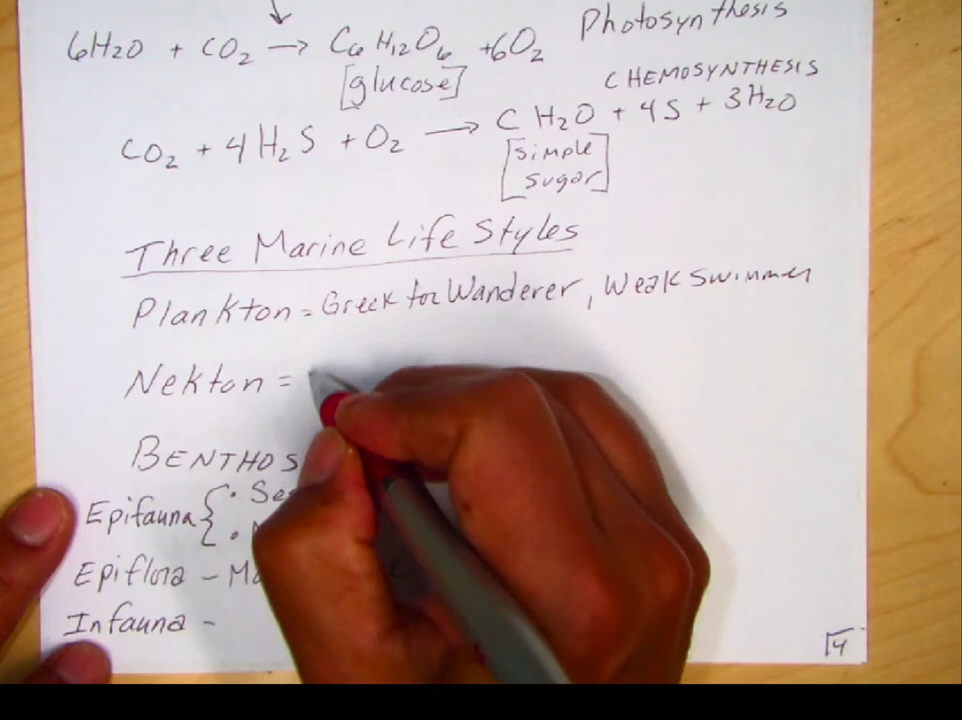 6H2O + CO₂ → C₆H₁₂O₆ + 6O₂ Photosynthesis
[glucose]
CHEMOSYNTHESIS
CO₂ + 4H₂S + O₂ → CH₂O + 4S + 3H₂O
[simple
sugar]
Three Marine Life Styles
Plankton = Greek for Wanderer, Weak Swimmer
Nekton =
BENTHOS
Epifauna { •
•
Epiflora -
Infauna -
4